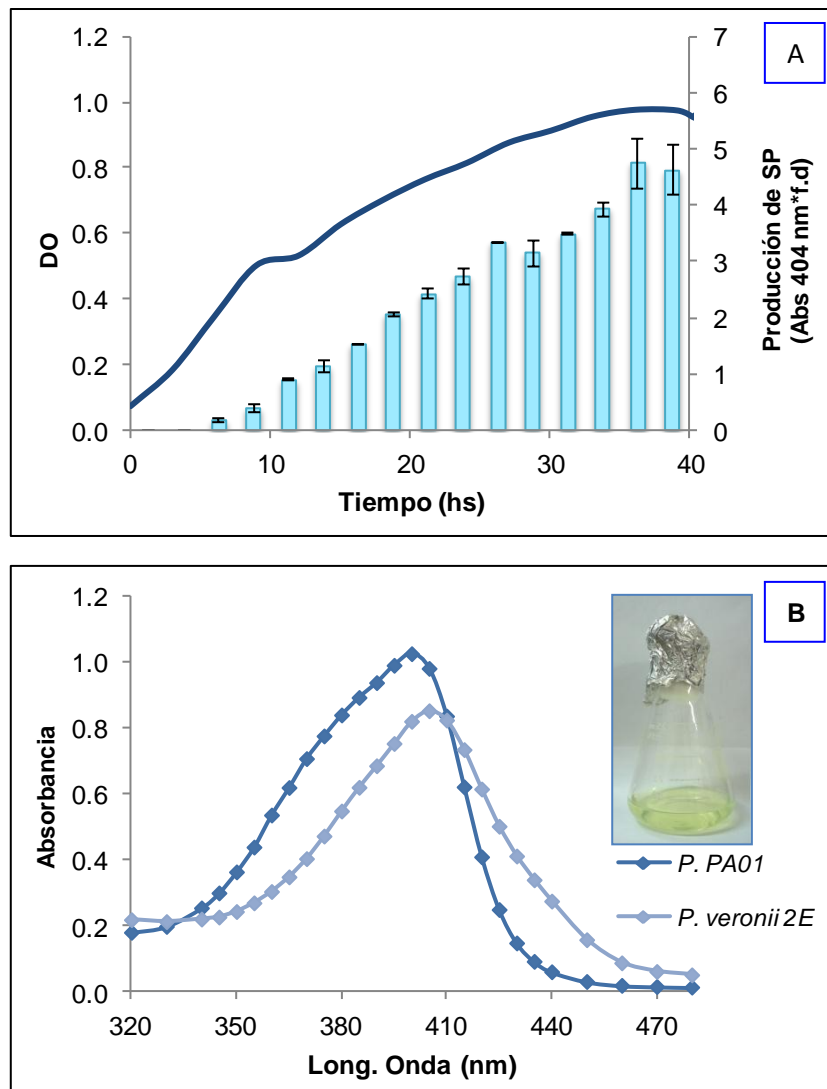 A
1.2
1.0
0.8
0.6
0.4
0.2
0.0
DO
7
6
5
4
3
2
1
0
Producción de SP
(Abs 404 nm*f.d)
0 10 20 30 40
Tiempo (hs)
B
1.2
1.0
0.8
0.6
0.4
0.2
0.0
Absorbancia
P. PA01
P. veronii 2E
320 350 380 410 440 470
Long. Onda (nm)